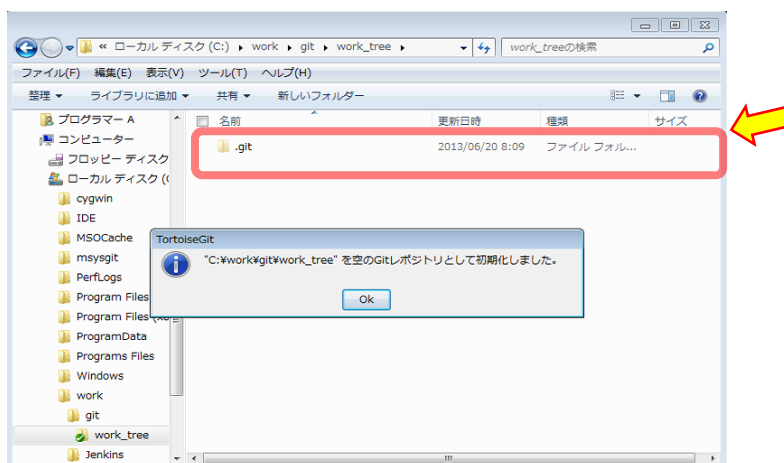 « ローカル ディスク (C:) ▸ work ▸ git ▸ work_tree ▸
work_treeの検索
ファイル(F) 編集(E) 表示(V) ツール(T) ヘルプ(H)
整理 ▼ ライブラリに追加 ▼ 共有 ▼ 新しいフォルダー
プログラマー A
コンピューター
フロッピー ディスク
ローカル ディスク (
cygwin
IDE
MSOCache
msysgit
PerfLogs
Program Files
Program Files (x8
ProgramData
Programs Files
Windows
work
git
work_tree
Jenkins
名前 更新日時 種類 サイズ
.git 2013/06/20 8:09 ファイル フォル...
TortoiseGit
"C:¥work¥git¥work_tree" を空のGitレポジトリとして初期化しました。
Ok